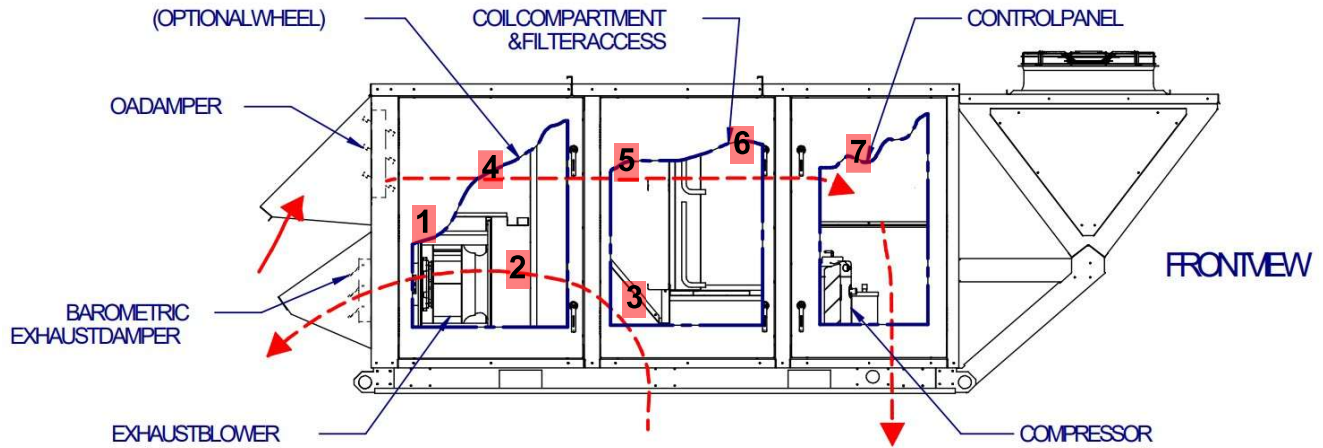 (OPTIONALWHEEL)
COILCOMPARTMENT
&FILTERACCESS
CONTROLPANEL
OADAMPER
1
4
5
6
7
2
3
FRONTVIEW
BAROMETRIC
EXHAUSTDAMPER
EXHAUSTBLOWER
COMPRESSOR